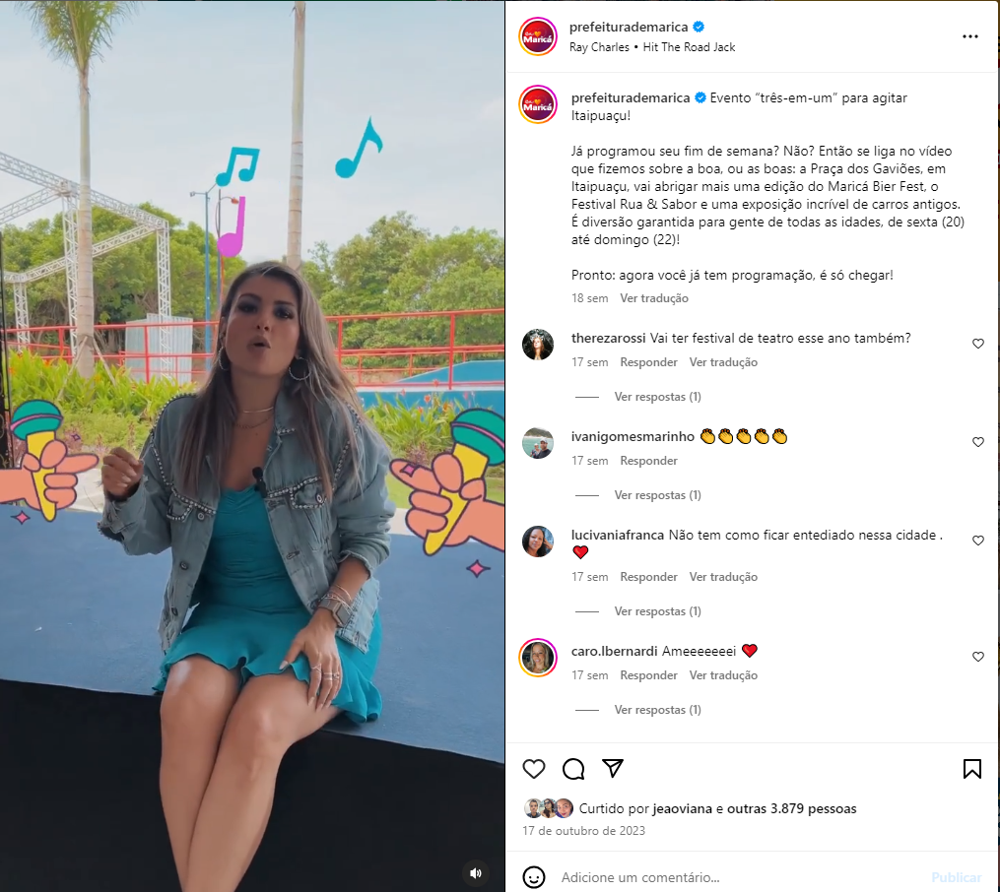 prefeiturademarica
Ray Charles • Hit The Road Jack
prefeiturademarica Evento “três-em-um” para agitar
Itaipuaçu!
Já programou seu fim de semana? Não? Então se liga no vídeo
que fizemos sobre a boa, ou as boas: a Praça dos Gaviões, em
Itaipuaçu, vai abrigar mais uma edição do Maricá Bier Fest, o
Festival Rua & Sabor e uma exposição incrível de carros antigos.
É diversão garantida para gente de todas as idades, de sexta (20)
até domingo (22)!
Pronto: agora você já tem programação, é só chegar!
18 sem Ver tradução
therezarossi Vai ter festival de teatro esse ano também?
17 sem Responder Ver tradução
Ver respostas (1)
ivanigomesmarinho 👏👏👏👏👏
17 sem Responder
Ver respostas (1)
lucivaniafranca Não tem como ficar entediado nessa cidade .
❤️
17 sem Responder Ver tradução
Ver respostas (1)
caro.lbernardi Ameeeeeeei ❤️
17 sem Responder Ver tradução
Ver respostas (1)
Curtido por jeaoviana e outras 3.879 pessoas
17 de outubro de 2023
Adicione um comentário... Publicar